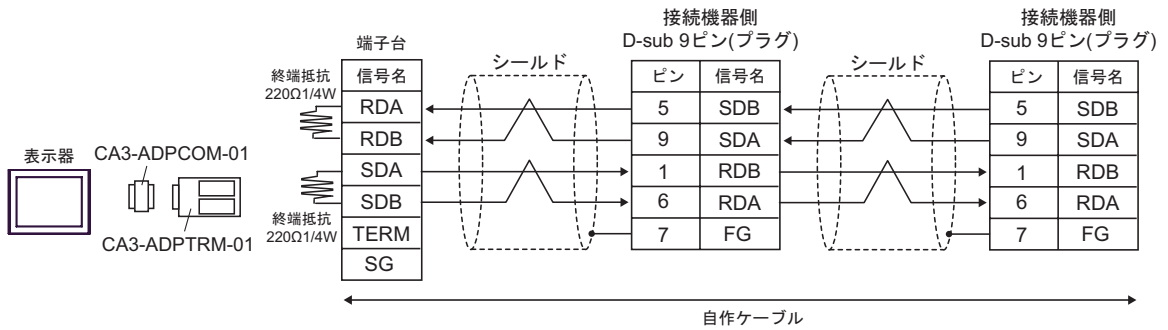 接続機器側
D-sub 9ピン(プラグ)
接続機器側
D-sub 9ピン(プラグ)
端子台
シールド
シールド
終端抵抗
220Ω1/4W
信号名
ピン 信号名
ピン 信号名
RDA
5 SDB
5 SDB
RDB
9 SDA
9 SDA
表示器
CA3-ADPCOM-01
SDA
1 RDB
1 RDB
SDB
6 RDA
6 RDA
終端抵抗
220Ω1/4W
CA3-ADPTRM-01
TERM
7 FG
7 FG
SG
自作ケーブル